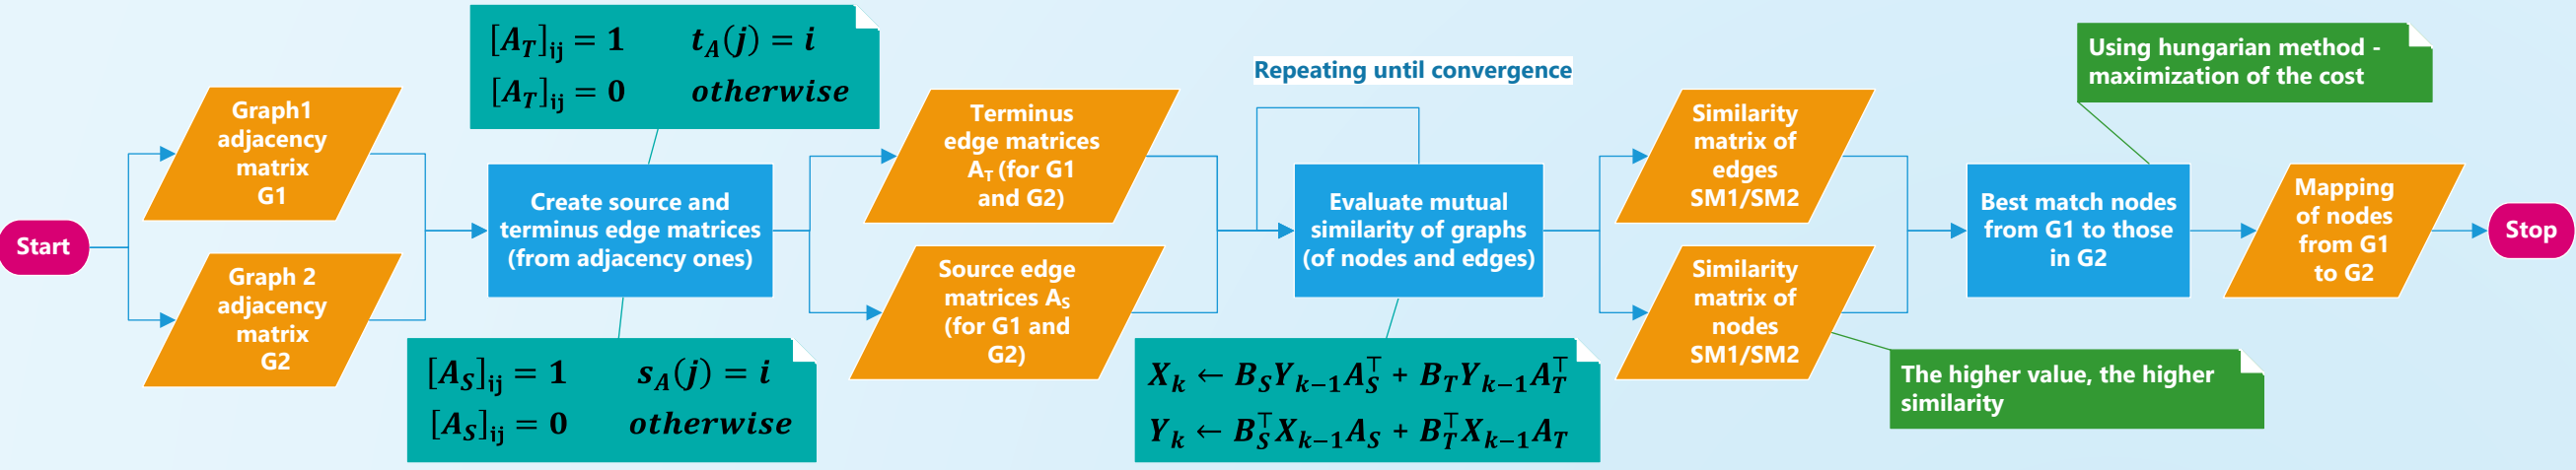 Start
Graph1
adjacency
matrix
G1
Graph 2
adjacency
matrix
G2
[A_T]_ij = 1 t_A(j) = i
[A_T]_ij = 0 otherwise
Create source and
terminus edge matrices
(from adjacency ones)
[A_S]_ij = 1 s_A(j) = i
[A_S]_ij = 0 otherwise
Terminus
edge matrices
A_T (for G1
and G2)
Source edge
matrices A_S
(for G1 and
G2)
Repeating until convergence
Evaluate mutual
similarity of graphs
(of nodes and edges)
X_k ← B_S Y_{k−1} A_S^⊤ + B_T Y_{k−1} A_T^⊤
Y_k ← B_S^⊤ X_{k−1} A_S + B_T^⊤ X_{k−1} A_T
Similarity
matrix of
edges
SM1/SM2
Similarity
matrix of
nodes
SM1/SM2
The higher value, the higher
similarity
Using hungarian method -
maximization of the cost
Best match nodes
from G1 to those
in G2
Mapping
of nodes
from G1
to G2
Stop